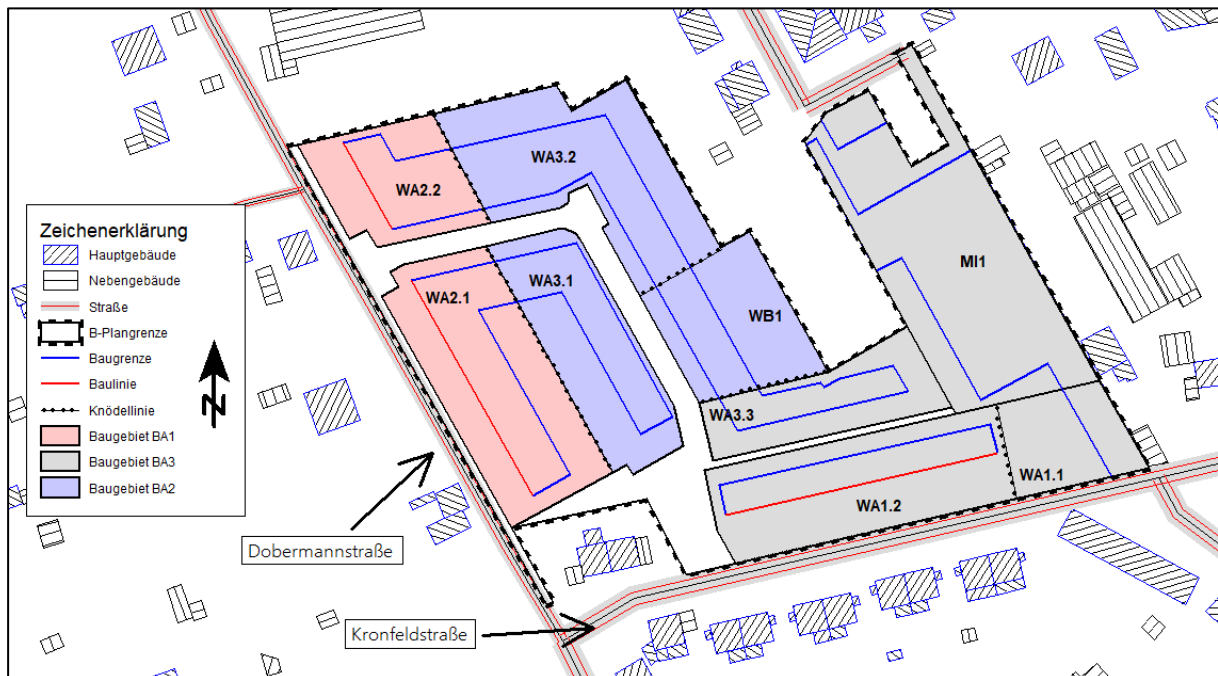 WA2.2
WA3.2
WA2.1
WA3.1
WB1
MI1
WA3.3
WA1.2
WA1.1
Zeichenerklärung
Hauptgebäude
Nebengebäude
Straße
B-Plangrenze
Baugrenze
Baulinie
Knödellinie
Baugebiet BA1
Baugebiet BA3
Baugebiet BA2
N
Dobermannstraße
Kronfeldstraße